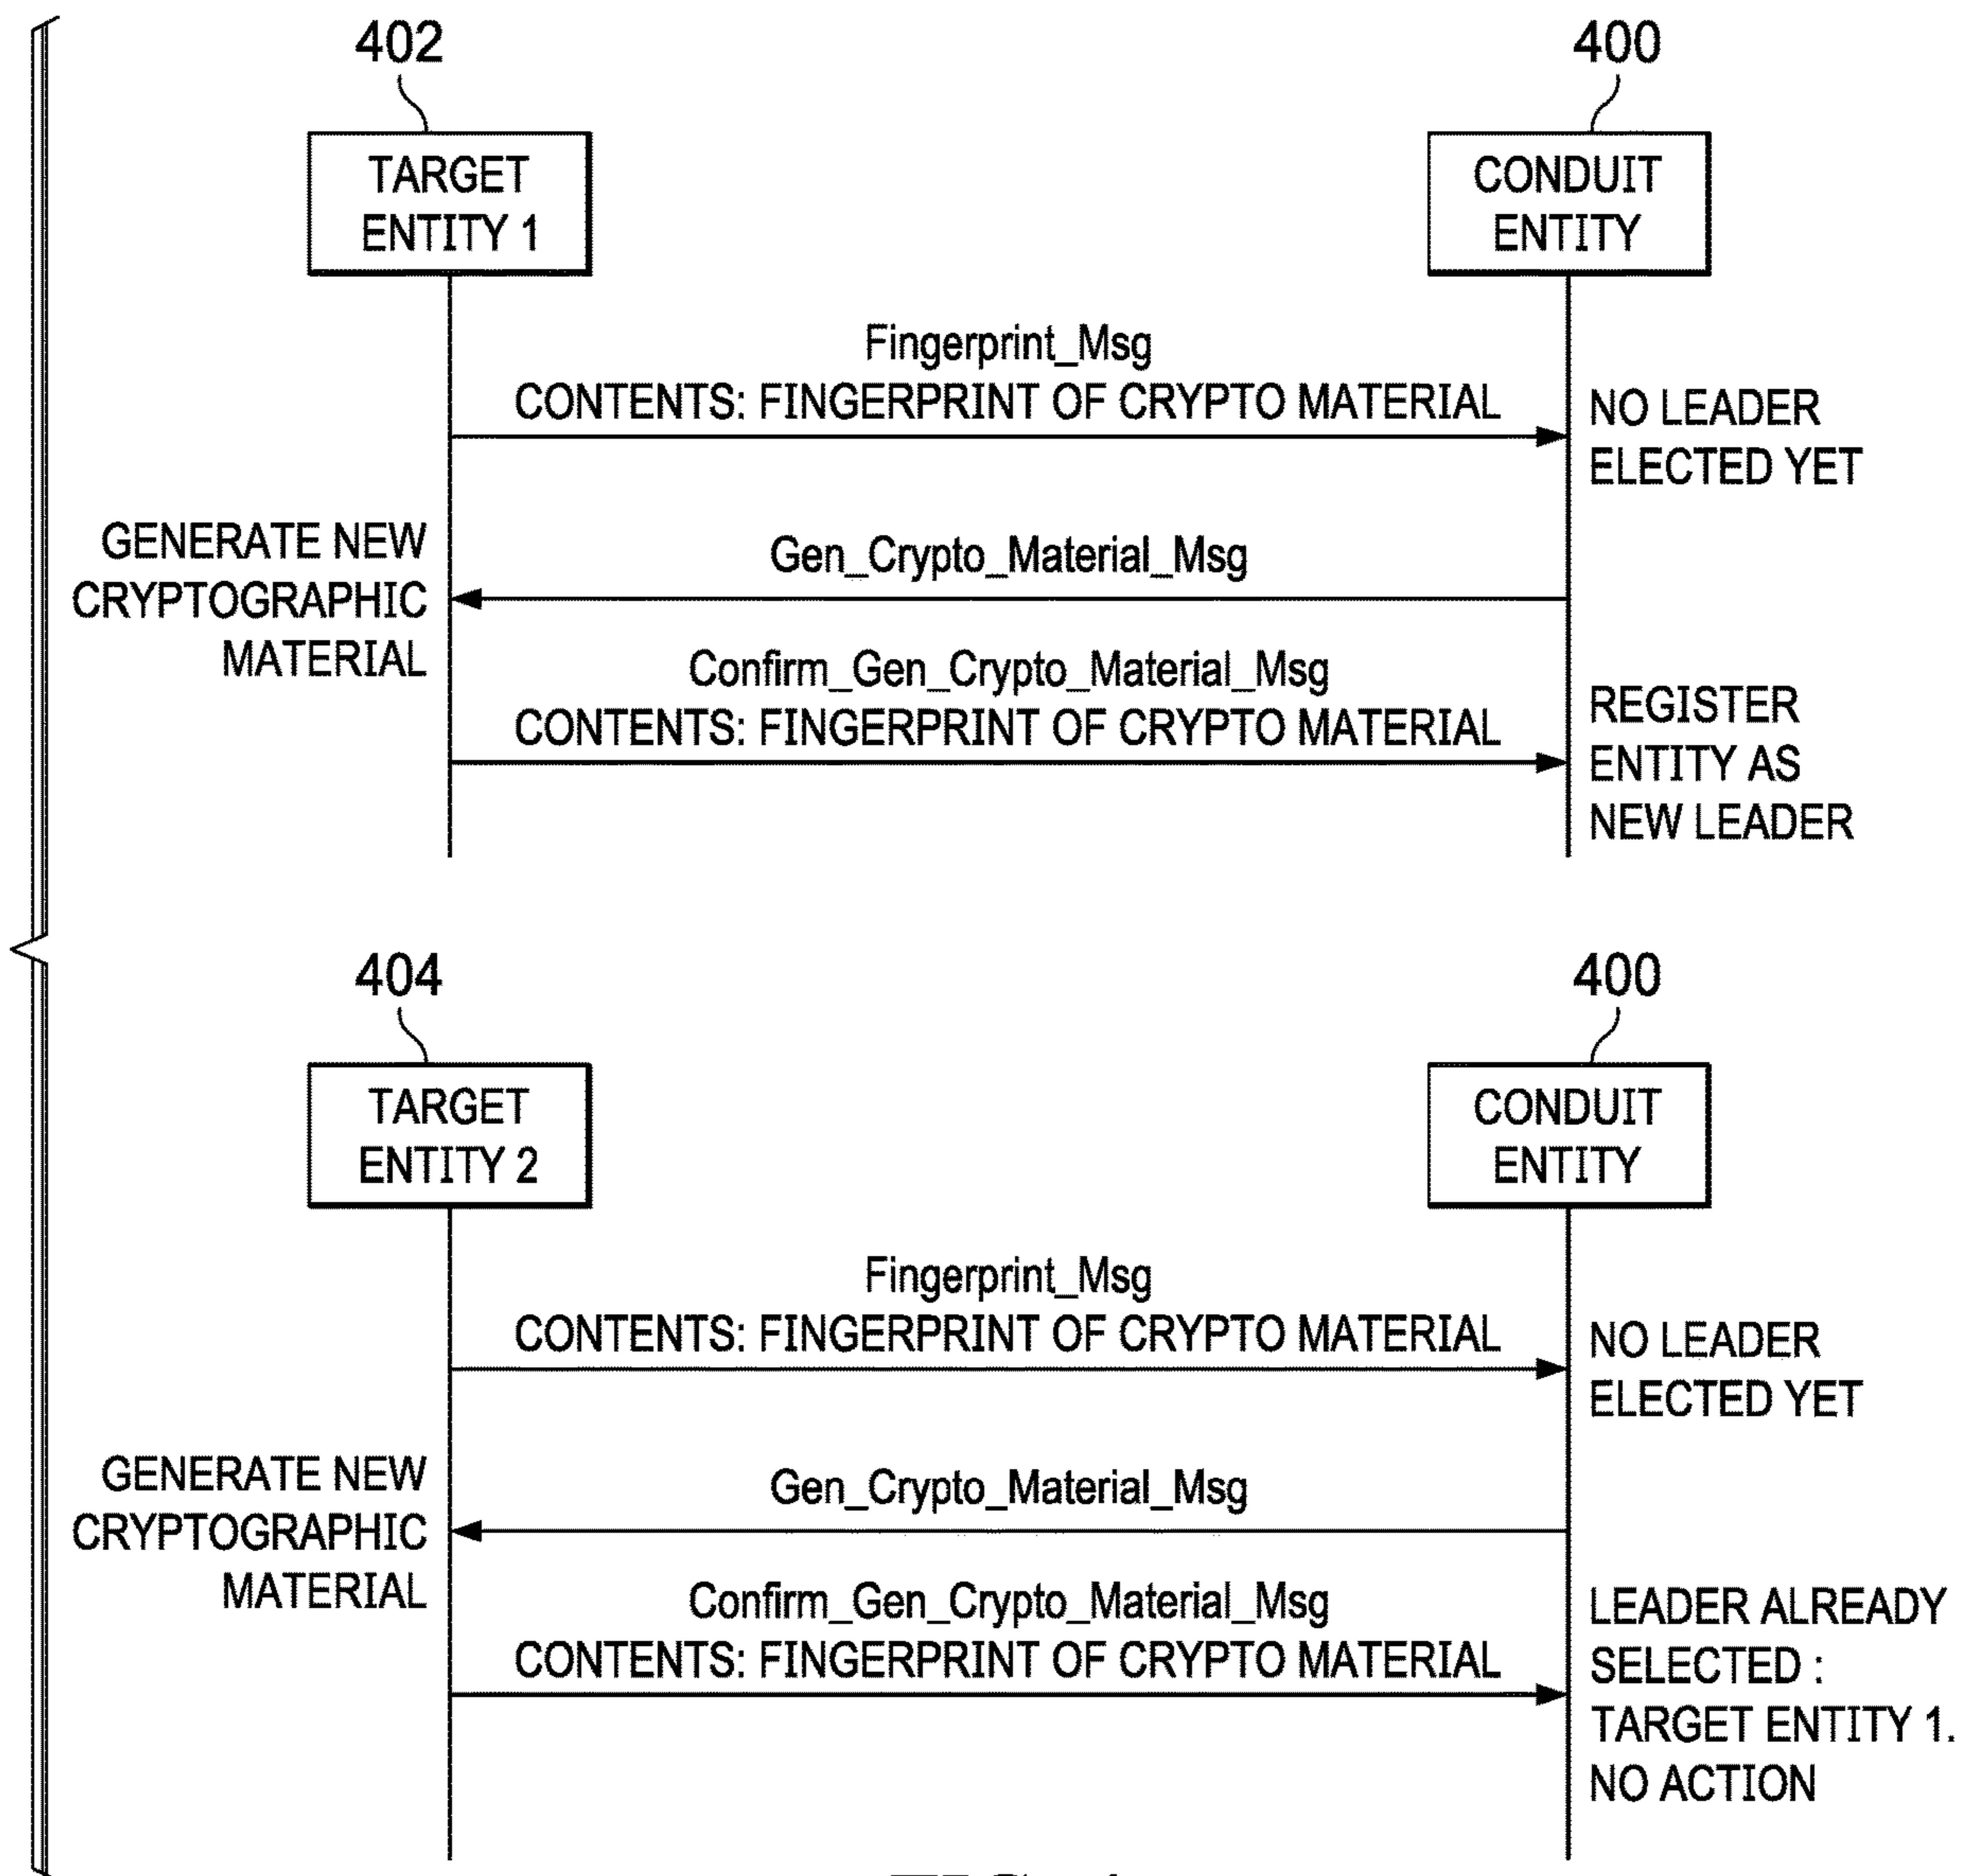 402
400
TARGET
ENTITY 1
CONDUIT
ENTITY
Fingerprint_Msg
CONTENTS: FINGERPRINT OF CRYPTO MATERIAL
NO LEADER
ELECTED YET
GENERATE NEW
CRYPTOGRAPHIC
MATERIAL
Gen_Crypto_Material_Msg
Confirm_Gen_Crypto_Material_Msg
CONTENTS: FINGERPRINT OF CRYPTO MATERIAL
REGISTER
ENTITY AS
NEW LEADER
404
400
TARGET
ENTITY 2
CONDUIT
ENTITY
Fingerprint_Msg
CONTENTS: FINGERPRINT OF CRYPTO MATERIAL
NO LEADER
ELECTED YET
GENERATE NEW
CRYPTOGRAPHIC
MATERIAL
Gen_Crypto_Material_Msg
Confirm_Gen_Crypto_Material_Msg
CONTENTS: FINGERPRINT OF CRYPTO MATERIAL
LEADER ALREADY
SELECTED :
TARGET ENTITY 1.
NO ACTION